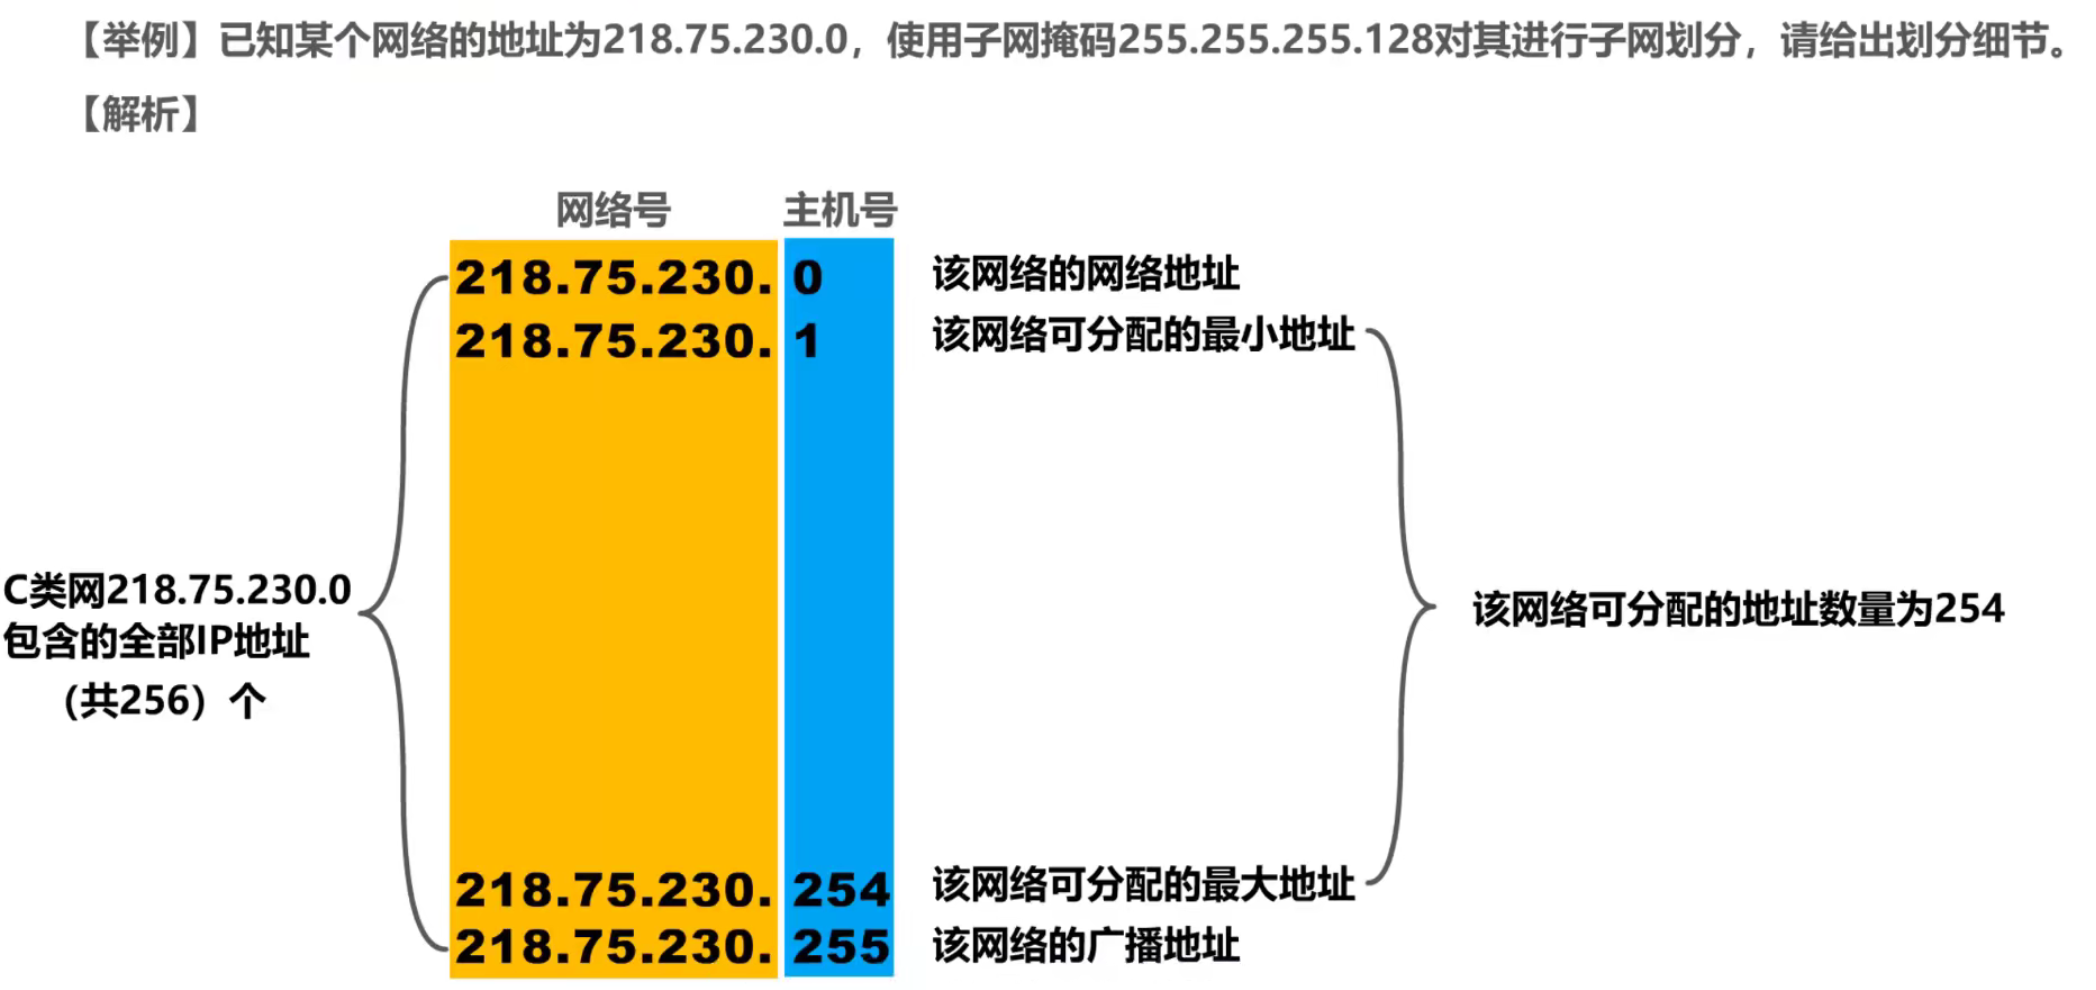 【举例】已知某个网络的地址为218.75.230.0，使用子网掩码255.255.255.128对其进行子网划分，请给出划分细节。
【解析】
网络号 主机号
218.75.230. 0 该网络的网络地址
218.75.230. 1 该网络可分配的最小地址
C类网218.75.230.0
包含的全部IP地址
（共256）个
该网络可分配的地址数量为254
218.75.230. 254 该网络可分配的最大地址
218.75.230. 255 该网络的广播地址